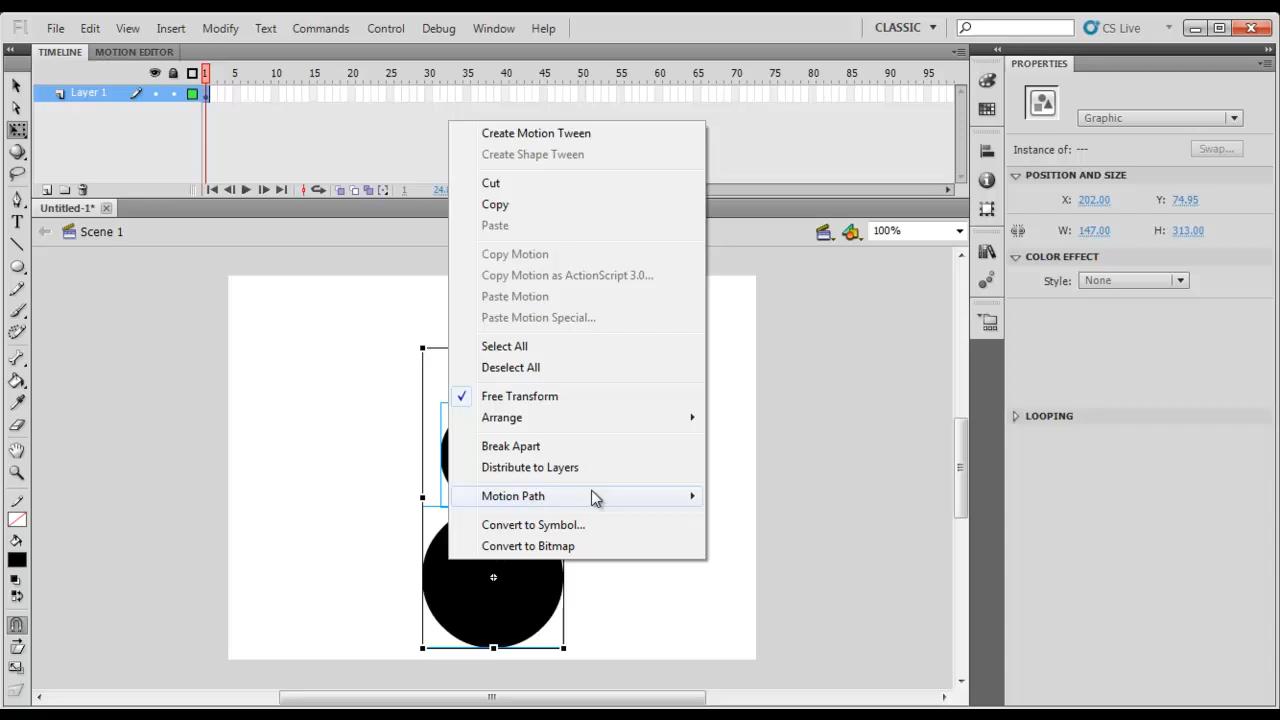 Fl File Edit View Insert Modify Text Commands Control Debug Window Help CLASSIC CS Live
TIMELINE MOTION EDITOR
1 5 10 15 20 25 30 35 40 45 50 55 60 65 70 75 80 85 90 95
Layer 1
1 24.
Untitled-1*
Scene 1
100%
Create Motion Tween
Create Shape Tween
Cut
Copy
Paste
Copy Motion
Copy Motion as ActionScript 3.0...
Paste Motion
Paste Motion Special...
Select All
Deselect All
Free Transform
Arrange
Break Apart
Distribute to Layers
Motion Path
Convert to Symbol...
Convert to Bitmap
PROPERTIES
Graphic
Instance of: --- Swap...
POSITION AND SIZE
X: 202.00 Y: 74.95
W: 147.00 H: 313.00
COLOR EFFECT
Style: None
LOOPING